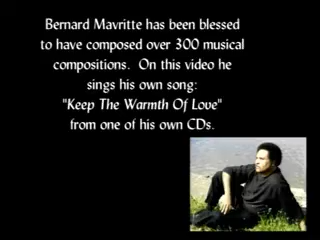 Bernard Mavritte has been blessed
to have composed over 300 musical
compositions. On this video he
sings his own song:
"Keep The Warmth Of Love"
from one of his own CDs.